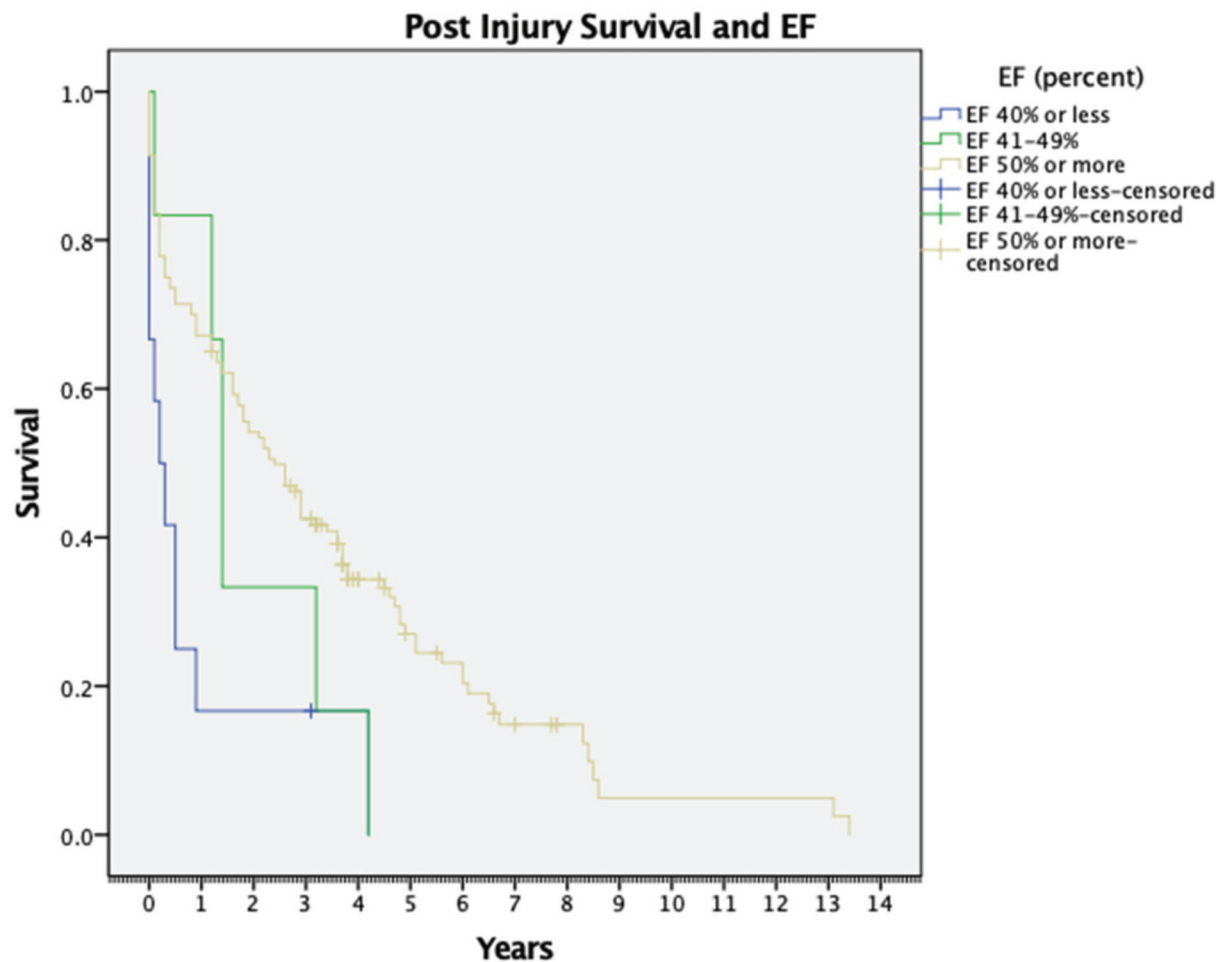 Post Injury Survival and EF
EF (percent)
EF 40% or less
EF 41–49%
EF 50% or more
EF 40% or less–censored
EF 41–49%–censored
EF 50% or more–
censored
Survival
1.0
0.8
0.6
0.4
0.2
0.0
0 1 2 3 4 5 6 7 8 9 10 11 12 13 14
Years